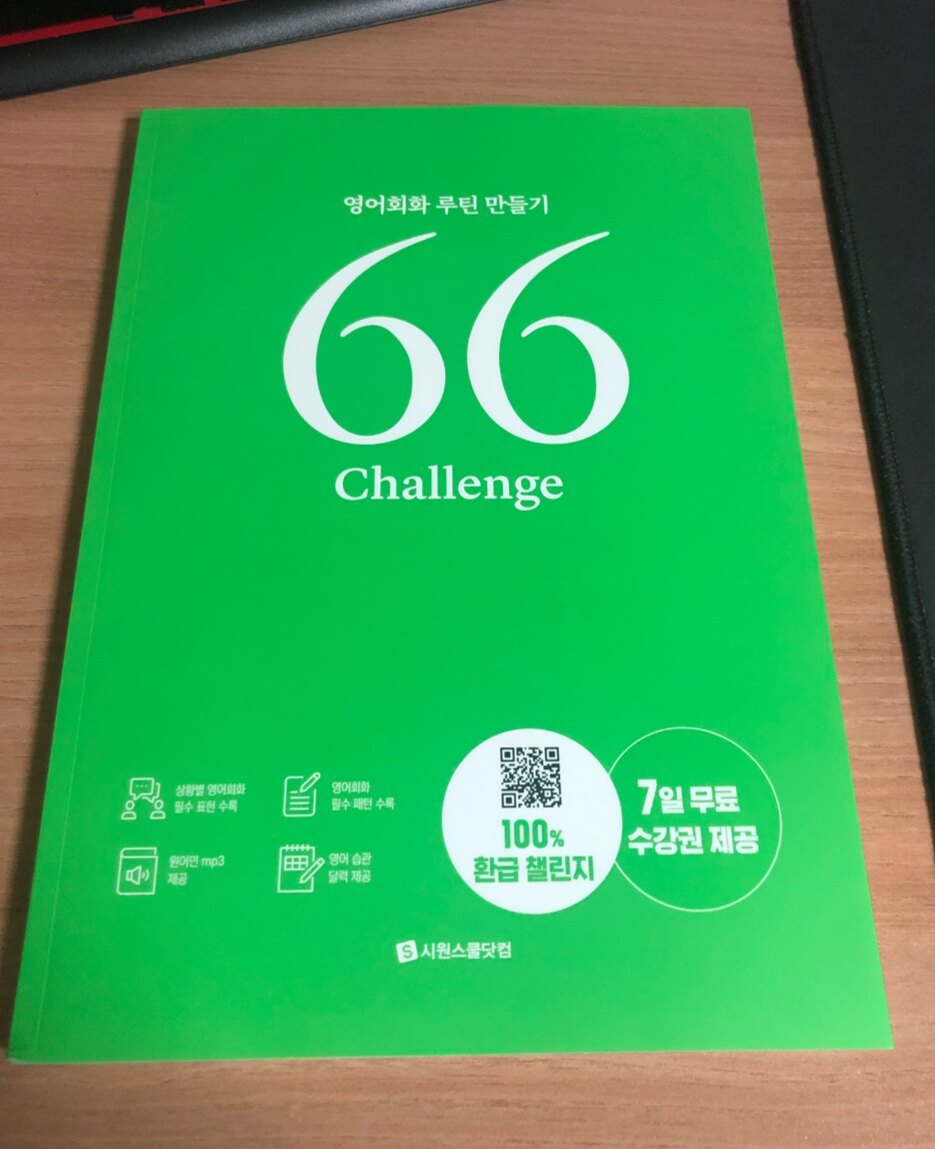 영어회화 루틴 만들기
66
Challenge
상황별 영어회화
필수 표현 수록
영어회화
필수 패턴 수록
원어민 mp3
제공
영어 습관
달력 제공
100%
환급 챌린지
7일 무료
수강권 제공
S 시원스쿨닷컴